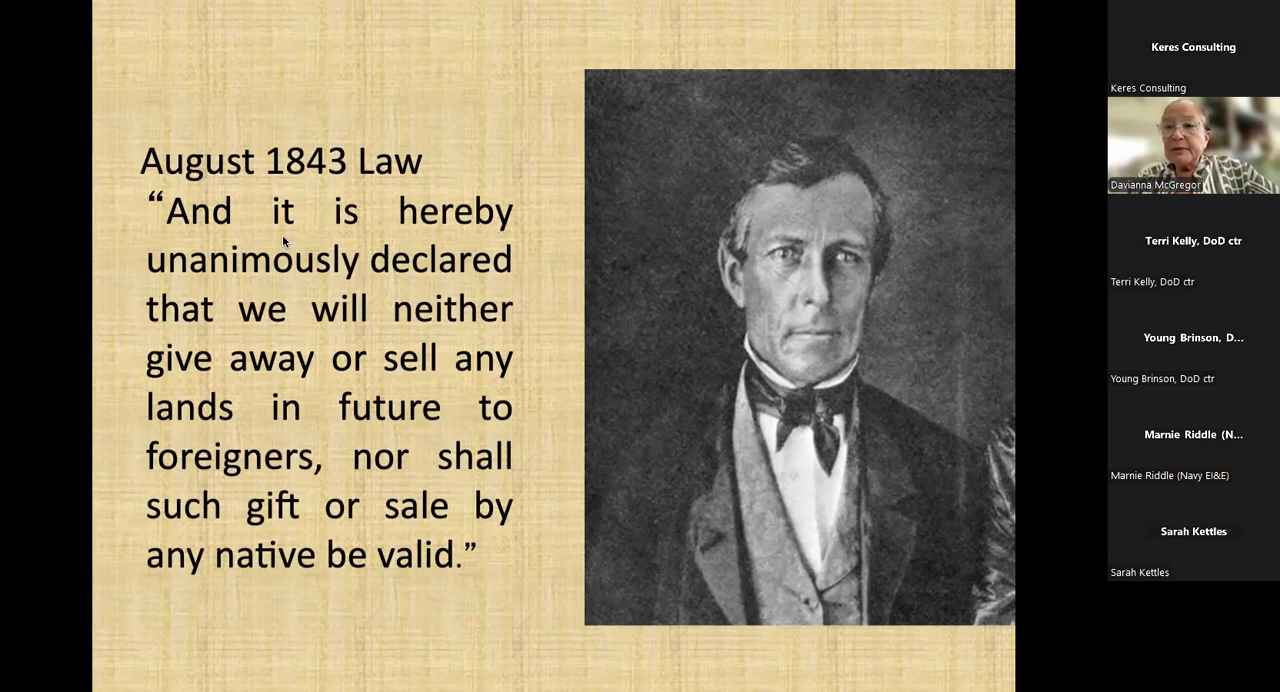 August 1843 Law
“And it is hereby
unanimously declared
that we will neither
give away or sell any
lands in future to
foreigners, nor shall
such gift or sale by
any native be valid.”
Keres Consulting
Keres Consulting
Davianna McGregor
Terri Kelly, DoD ctr
Terri Kelly, DoD ctr
Young Brinson, D...
Young Brinson, DoD ctr
Marnie Riddle (N...
Marnie Riddle (Navy EI&E)
Sarah Kettles
Sarah Kettles